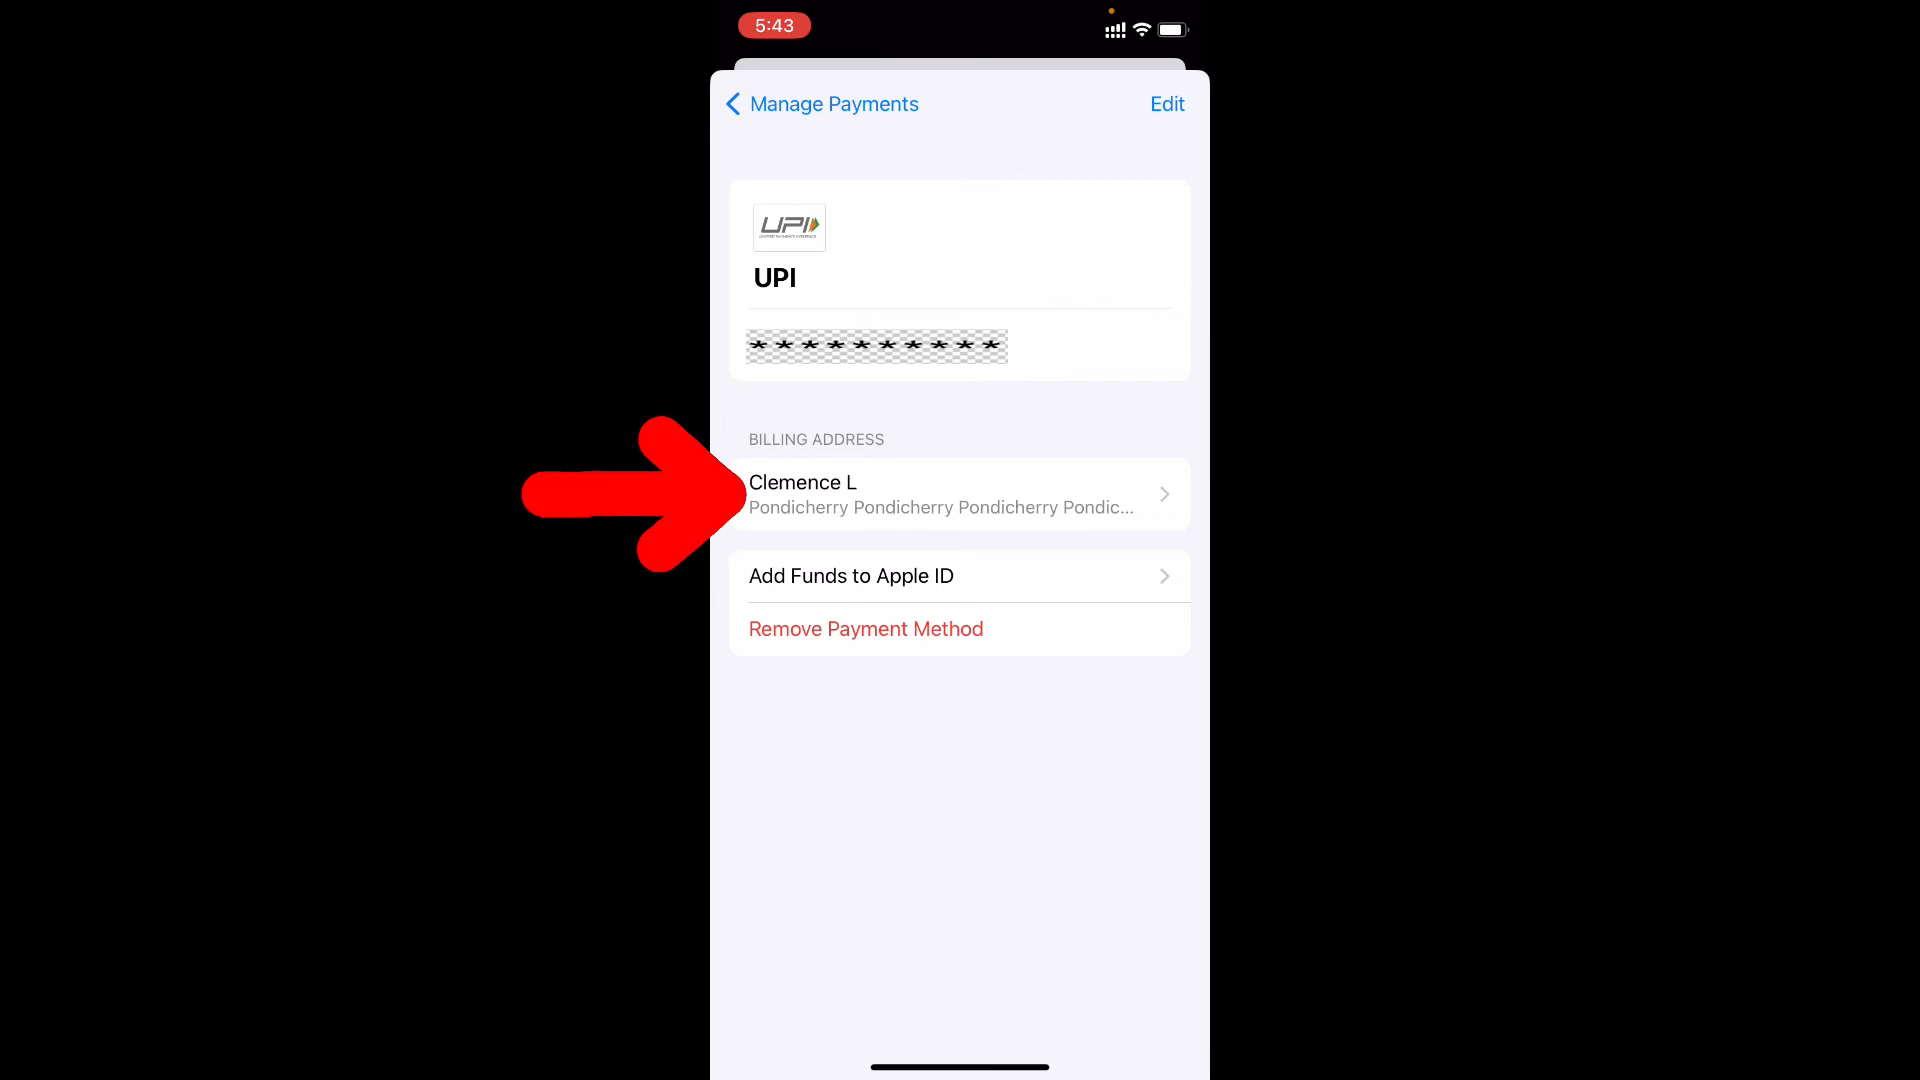 5:43
Manage Payments
Edit
UPI
UPI
**********
BILLING ADDRESS
Clemence L
Pondicherry Pondicherry Pondicherry Pondic...
Add Funds to Apple ID
Remove Payment Method